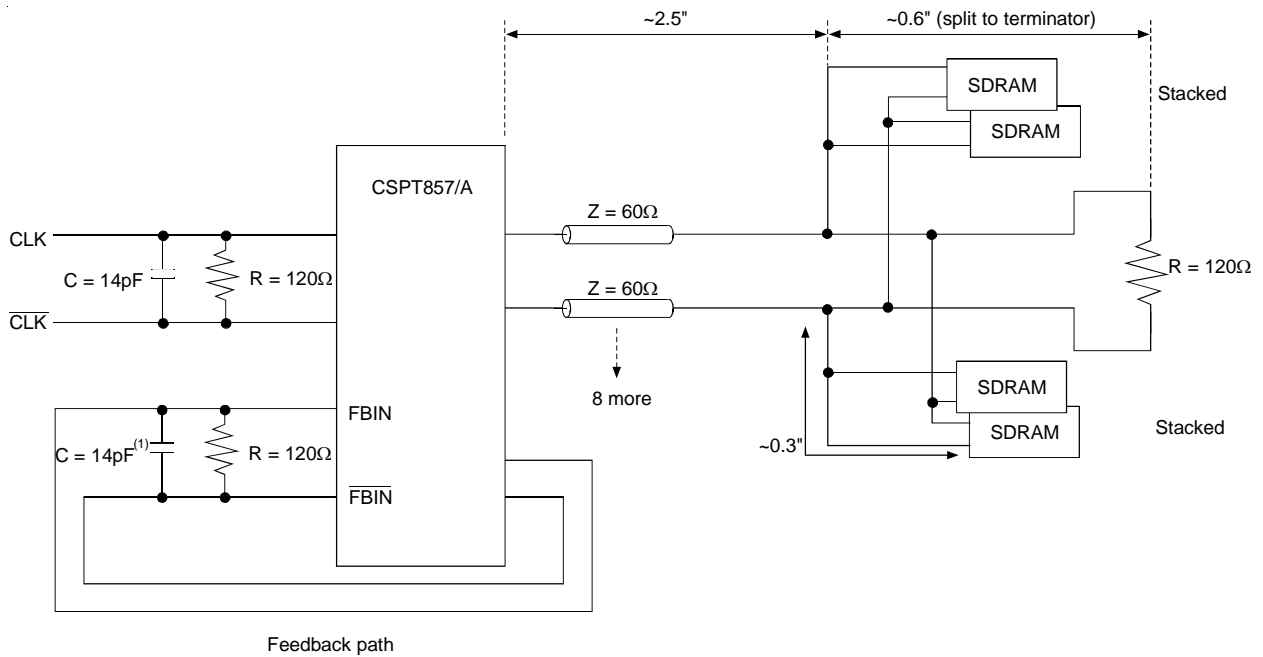 ~2.5"
~0.6" (split to terminator)
SDRAM
Stacked
SDRAM
CSPT857/A
Z = 60Ω
CLK
C = 14pF
R = 120Ω
R = 120Ω
CLK
Z = 60Ω
8 more
SDRAM
FBIN
SDRAM
Stacked
C = 14pF(1)
R = 120Ω
~0.3"
FBIN
Feedback path